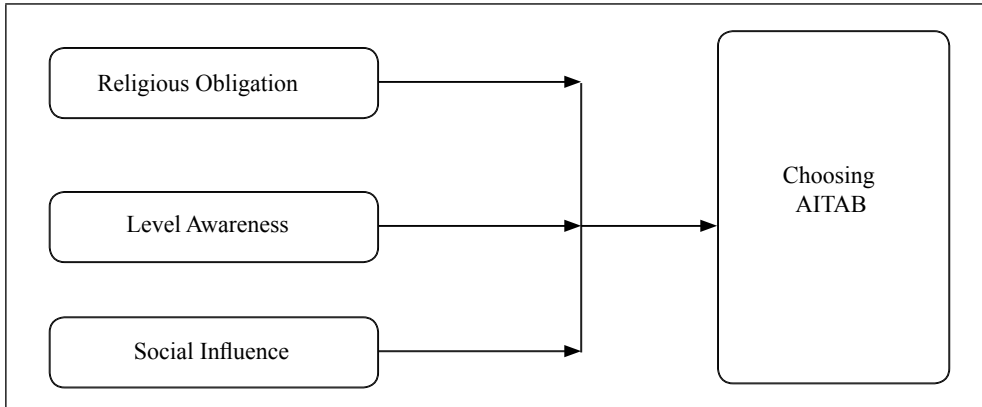 Religious Obligation
Level Awareness
Social Influence
Choosing
AITAB